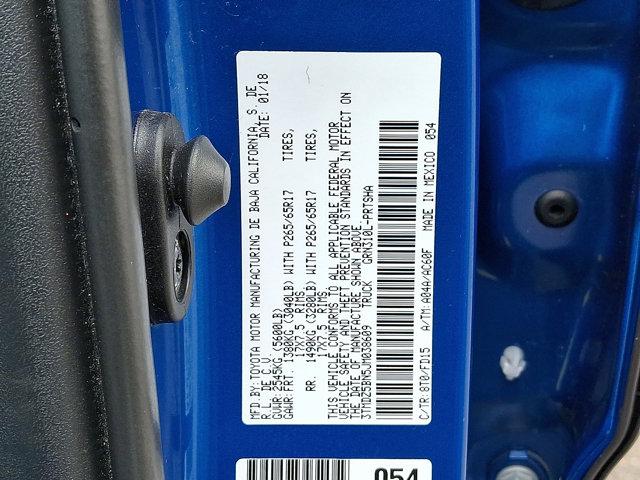 MFD. BY: TOYOTA MOTOR MANUFACTURING DE BAJA CALIFORNIA, S. DE
R. L. DE C. V. DATE: 01/18
GVWR: 2545KG (5600LB)
GAWR: FRT. 1380KG (3040LB) WITH P265/65R17 TIRES,
17X7.5 RIMS,
RR. 1490KG (3280LB) WITH P265/65R17 TIRES,
17X7.5 RIMS.
THIS VEHICLE CONFORMS TO ALL APPLICABLE FEDERAL MOTOR
VEHICLE SAFETY AND THEFT PREVENTION STANDARDS IN EFFECT ON
THE DATE OF MANUFACTURE SHOWN ABOVE.
3TMDZ5BN5JM038609 TRUCK GRN310L-PRTSHA
C/TR: 8T0/FD15 A/TM: A04A/AC60F MADE IN MEXICO 054
054